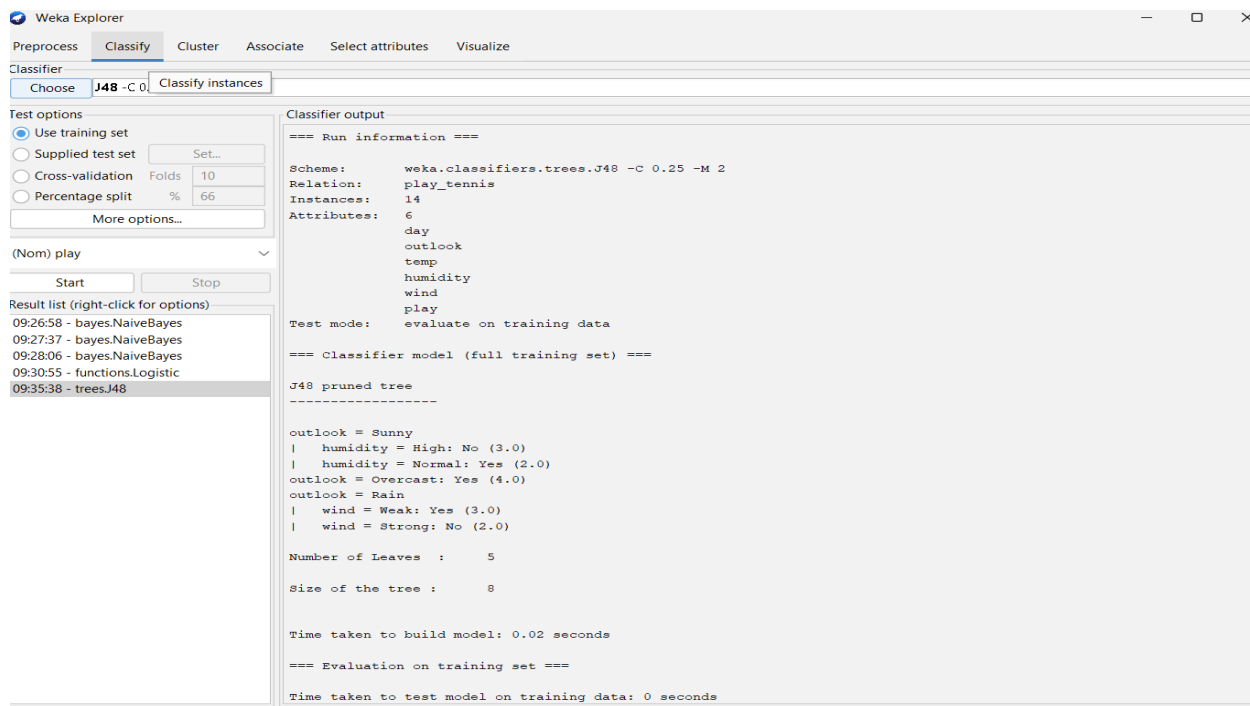 Weka Explorer
Preprocess Classify Cluster Associate Select attributes Visualize
Classifier
Choose J48 -C 0. Classify instances
Test options
Use training set
Supplied test set Set...
Cross-validation Folds 10
Percentage split % 66
More options...
(Nom) play
Start Stop
Result list (right-click for options)
09:26:58 - bayes.NaiveBayes
09:27:37 - bayes.NaiveBayes
09:28:06 - bayes.NaiveBayes
09:30:55 - functions.Logistic
09:35:38 - trees.J48
Classifier output
=== Run information ===
Scheme: weka.classifiers.trees.J48 -C 0.25 -M 2
Relation: play_tennis
Instances: 14
Attributes: 6
day
outlook
temp
humidity
wind
play
Test mode: evaluate on training data
=== Classifier model (full training set) ===
J48 pruned tree
------------------
outlook = Sunny
|   humidity = High: No (3.0)
|   humidity = Normal: Yes (2.0)
outlook = Overcast: Yes (4.0)
outlook = Rain
|   wind = Weak: Yes (3.0)
|   wind = Strong: No (2.0)
Number of Leaves  : 5
Size of the tree : 8
Time taken to build model: 0.02 seconds
=== Evaluation on training set ===
Time taken to test model on training data: 0 seconds